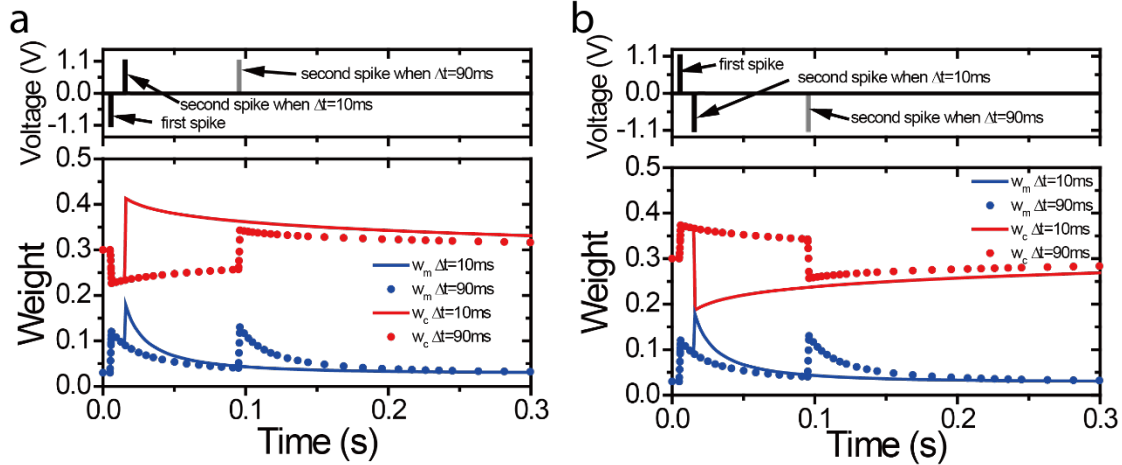 a
Voltage (V)
1.1
0.0
-1.1
second spike when Δt=90ms
second spike when Δt=10ms
first spike
Weight
0.5
0.4
0.3
0.2
0.1
0.0
w_m Δt=10ms
w_m Δt=90ms
w_c Δt=10ms
w_c Δt=90ms
0.0 0.1 0.2 0.3
Time (s)
b
Voltage (V)
1.1
0.0
-1.1
first spike
second spike when Δt=10ms
second spike when Δt=90ms
Weight
0.5
0.4
0.3
0.2
0.1
0.0
w_m Δt=10ms
w_m Δt=90ms
w_c Δt=10ms
w_c Δt=90ms
0.0 0.1 0.2 0.3
Time (s)